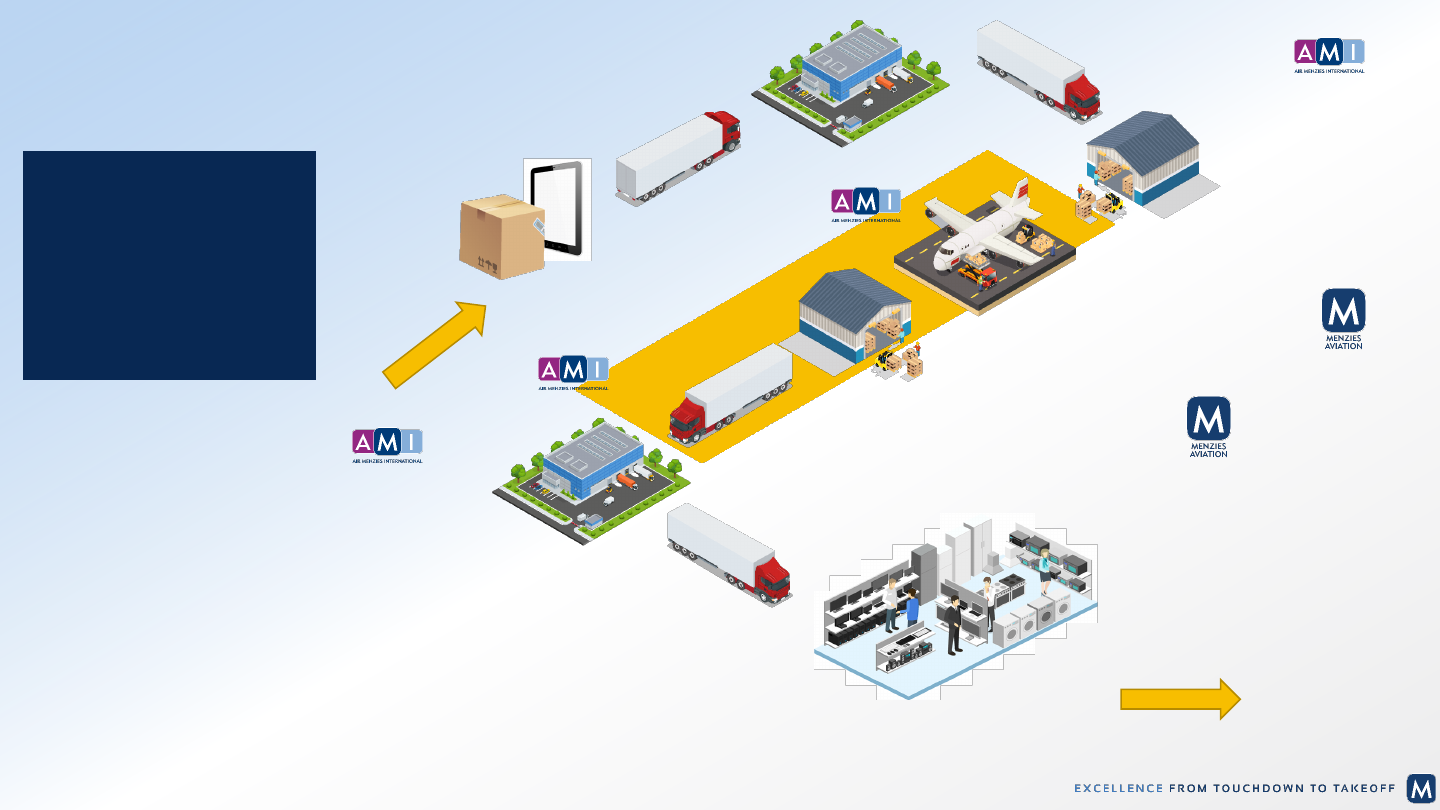 AMI
AIR MENZIES INTERNATIONAL
AMI
AIR MENZIES INTERNATIONAL
M
MENZIES
AVIATION
AMI
AIR MENZIES INTERNATIONAL
M
MENZIES
AVIATION
AMI
AIR MENZIES INTERNATIONAL
EXCELLENCE FROM TOUCHDOWN TO TAKEOFF
M